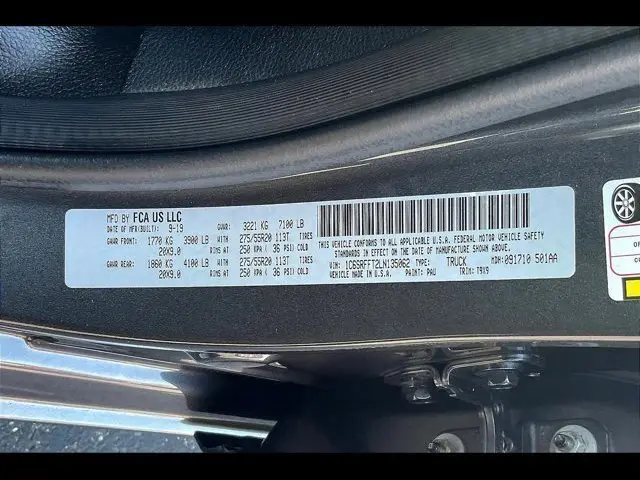 MFD BY FCA US LLC
DATE OF MFR(BUILT): 9-19 GVWR: 3221 KG 7100 LB
GAWR FRONT: 1770 KG 3900 LB 275/55R20 113T TIRES
20X9.0 RIMS AT 250 KPA ( 36 PSI) COLD
GAWR REAR: 1860 KG 4100 LB 275/55R20 113T TIRES
20X9.0 RIMS AT 250 KPA ( 36 PSI) COLD
THIS VEHICLE CONFORMS TO ALL APPLICABLE U.S.A. FEDERAL MOTOR VEHICLE SAFETY
STANDARDS IN EFFECT ON THE DATE OF MANUFACTURE SHOWN ABOVE.
VIN: 1C6SRFFT2LN135062 TYPE: TRUCK MDH: 091710 501AA
VEHICLE MADE IN U.S.A. PAINT: PAU TRIM: T9X9